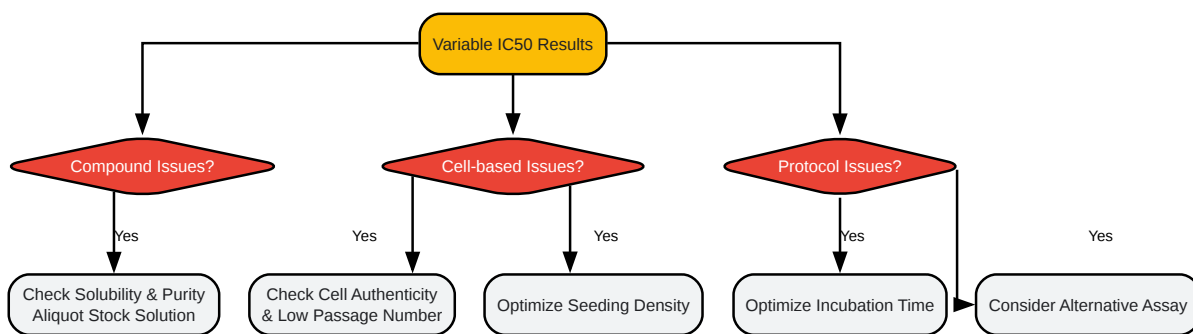 Variable IC50 Results
Compound Issues?
Cell-based Issues?
Protocol Issues?
Yes
Yes
Yes
Yes
Yes
Check Solubility & Purity
Aliquot Stock Solution
Check Cell Authenticity
& Low Passage Number
Optimize Seeding Density
Optimize Incubation Time
Consider Alternative Assay